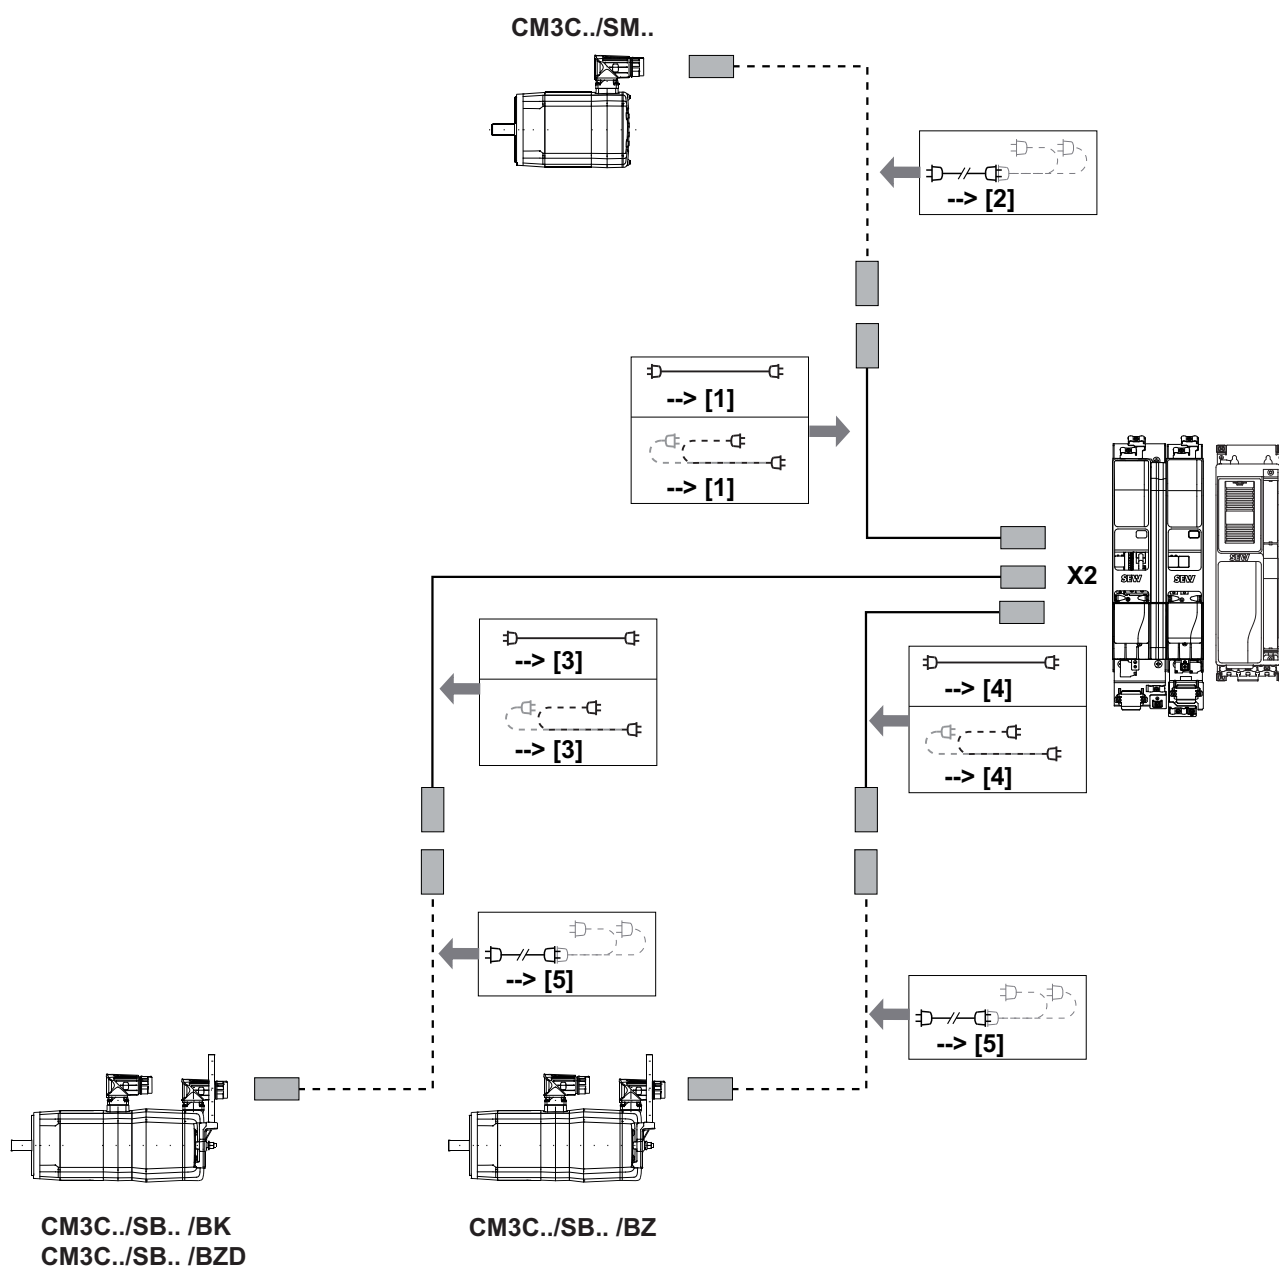 CM3C../SM..
--> [2]
--> [1]
--> [1]
X2
SEW
SEW
SEW
--> [3]
--> [3]
--> [4]
--> [4]
--> [5]
--> [5]
CM3C../SB.. /BK
CM3C../SB.. /BZD
CM3C../SB.. /BZ